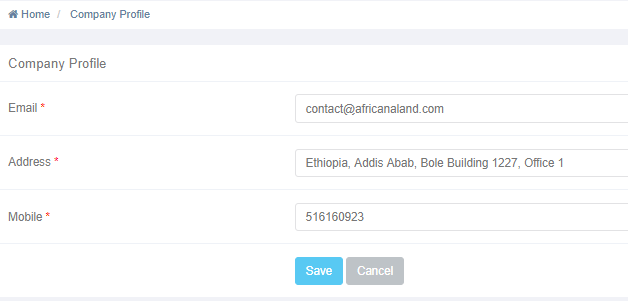 Home / Company Profile
Company Profile
Email * contact@africanaland.com
Address * Ethiopia, Addis Abab, Bole Building 1227, Office 1
Mobile * 516160923
Save Cancel